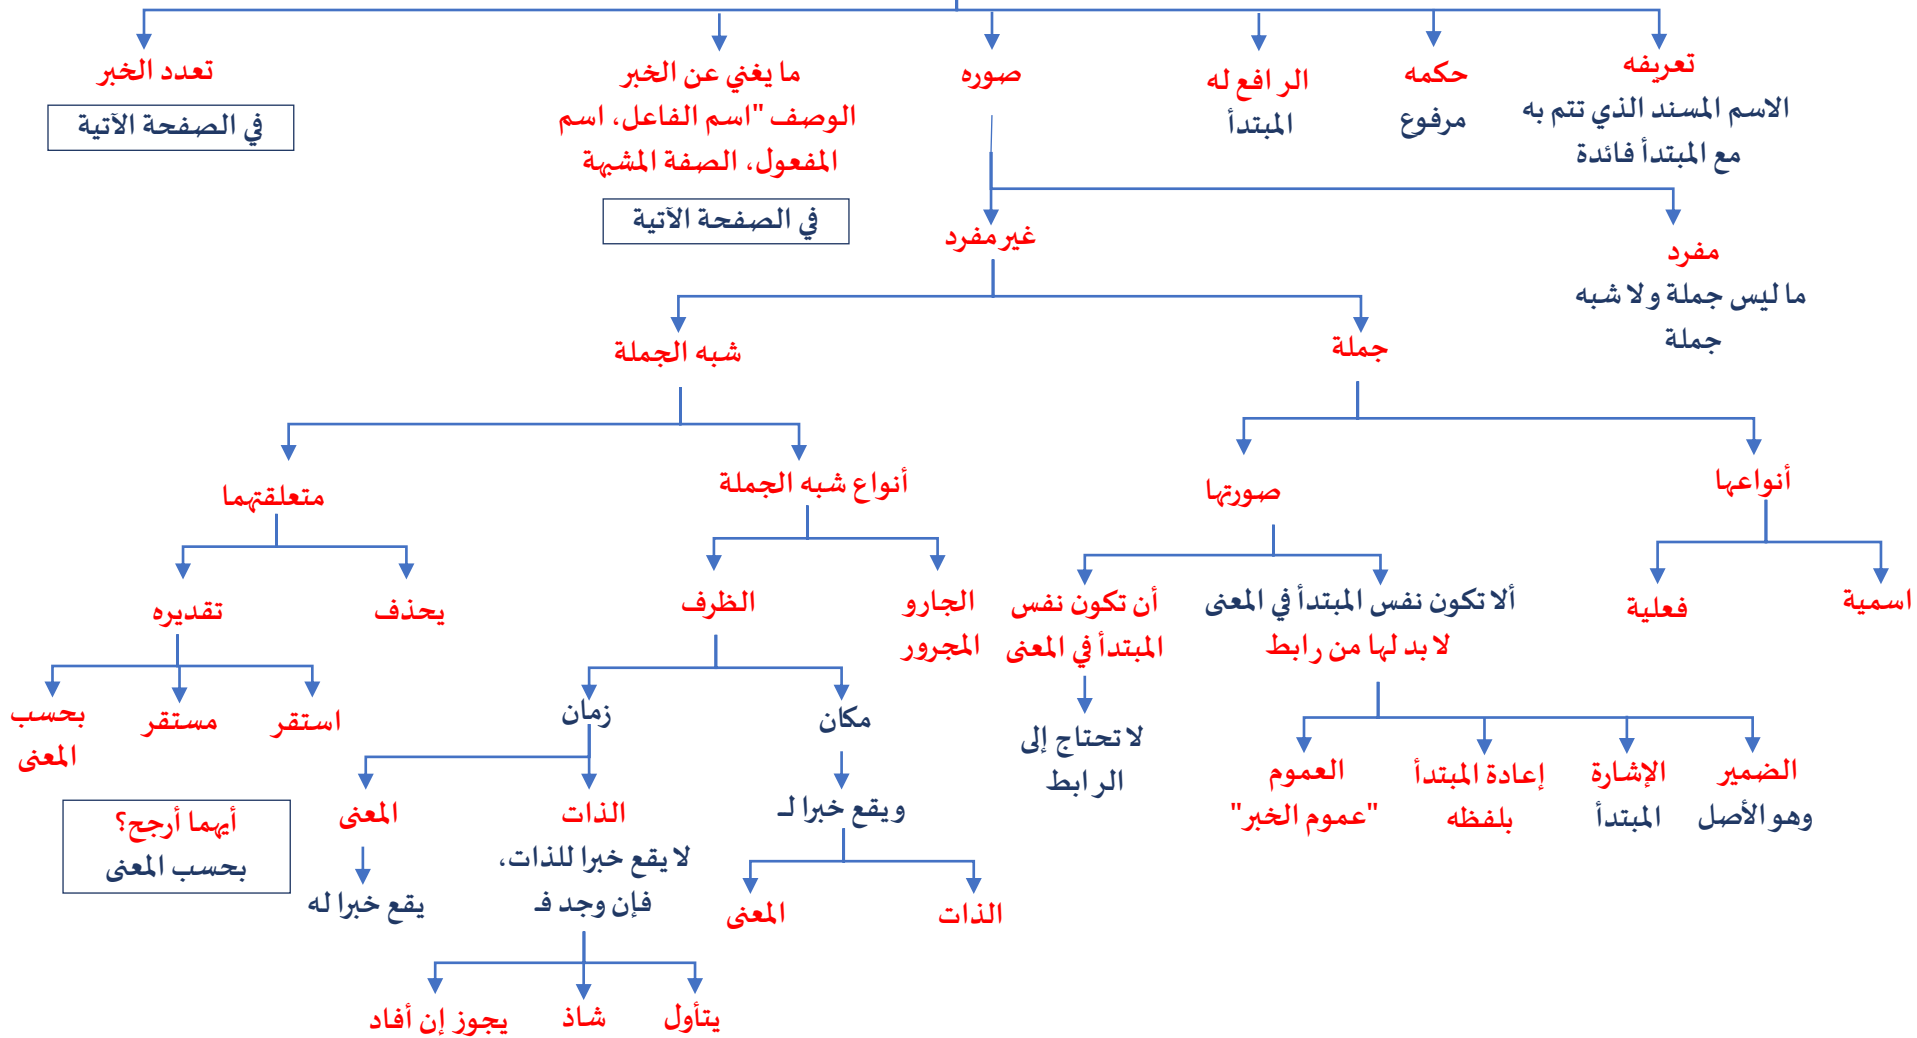 تعريفه
الاسم المسند الذي تتم به
مع المبتدأ فائدة
حكمه
مرفوع
الرافع له
المبتدأ
صوره
ما يغني عن الخبر
الوصف "اسم الفاعل، اسم
المفعول، الصفة المشبهة
في الصفحة الآتية
تعدد الخبر
في الصفحة الآتية
مفرد
ما ليس جملة ولا شبه
جملة
غير مفرد
جملة
شبه الجملة
أنواعها
صورتها
أنواع شبه الجملة
متعلقتهما
اسمية
فعلية
ألا تكون نفس المبتدأ في المعنى
لا بد لها من رابط
أن تكون نفس
المبتدأ في المعنى
الجار و
المجرور
الظرف
يحذف
تقديره
الضمير
وهو الأصل
الإشارة
المبتدأ
إعادة المبتدأ
بلفظه
العموم
"عموم الخبر"
لا تحتاج إلى
الرابط
مكان
زمان
استقر
مستقر
بحسب
المعنى
ويقع خبرا لـ
الذات
المعنى
الذات
لا يقع خبرا للذات،
فإن وجد فـ
المعنى
يقع خبرا له
أيهما أرجح؟
بحسب المعنى
يتأول
شاذ
يجوز إن أفاد